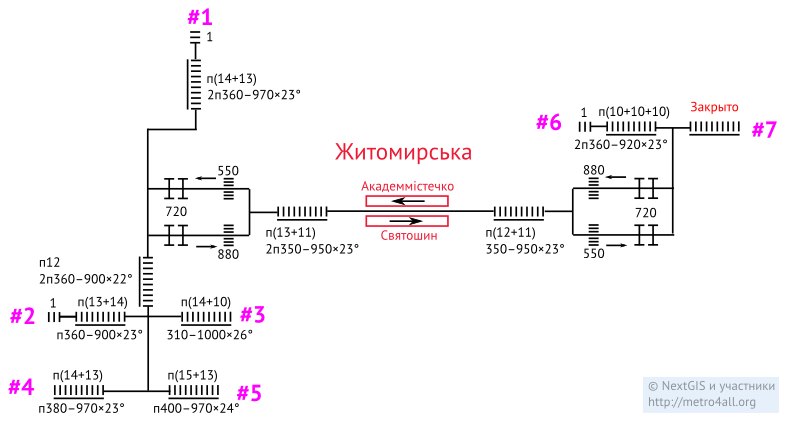 #1
1
п(14+13)
2п360–970×23°
#6
1
п(10+10+10)
Закрыто
#7
2п360–920×23°
Житомирська
Академмістечко
Святошин
550
720
880
п(13+11)
2п350–950×23°
п(12+11)
350–950×23°
880
720
550
п12
2п360–900×22°
#2
1
п(13+14)
п360–900×23°
п(14+10)
310–1000×26°
#3
#4
п(14+13)
п380–970×23°
п(15+13)
п400–970×24°
#5
© NextGIS и участники
http://metro4all.org